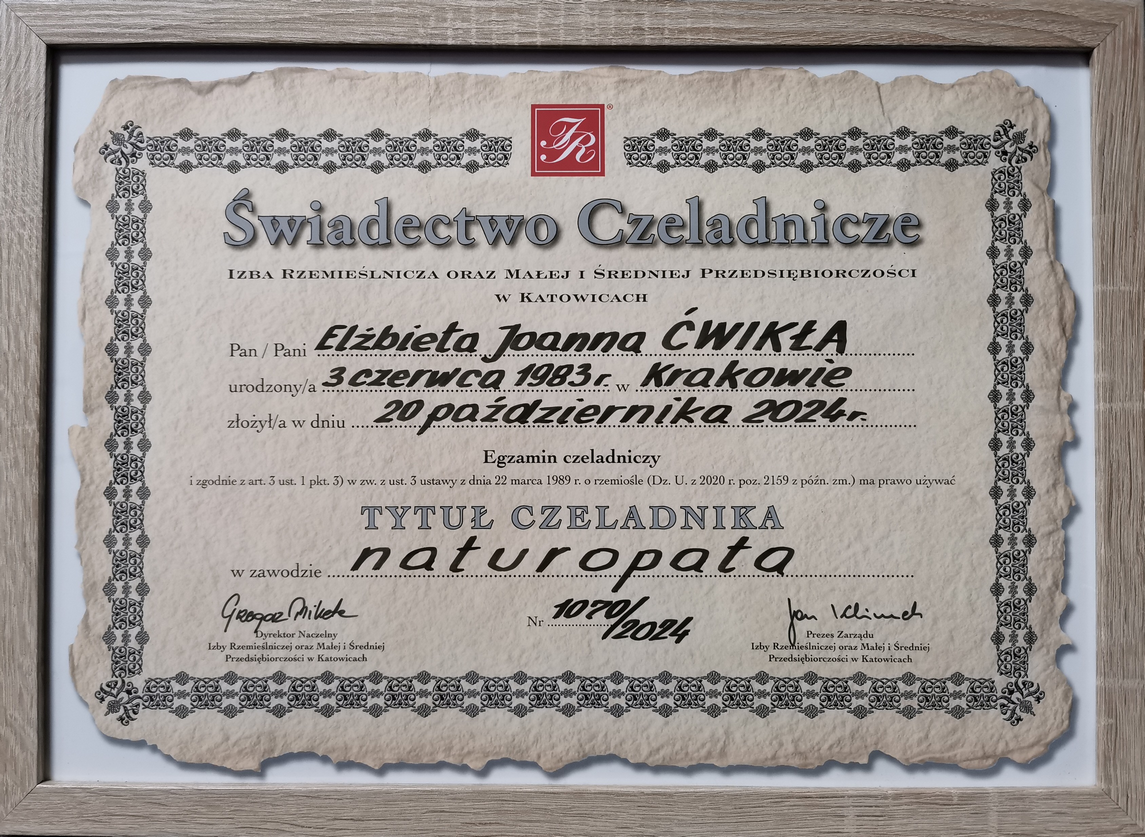 JR ®
Świadectwo Czeladnicze
Izba Rzemieślnicza oraz Małej i Średniej Przedsiębiorczości
w Katowicach
Pan / Pani Elżbieta Joanna ĆWIKŁA
urodzony/a 3 czerwca 1983 r. w Krakowie
złożył/a w dniu 20 października 2024 r.
Egzamin czeladniczy
i zgodnie z art. 3 ust. 1 pkt. 3) w zw. z ust. 3 ustawy z dnia 22 marca 1989 r. o rzemiośle (Dz. U. z 2020 r. poz. 2159 z późn. zm.) ma prawo używać
TYTUŁ CZELADNIKA
w zawodzie naturopata
Nr 1070/2024
Dyrektor Naczelny
Izby Rzemieślniczej oraz Małej i Średniej
Przedsiębiorczości w Katowicach
Jan Klimek
Prezes Zarządu
Izby Rzemieślniczej oraz Małej i Średniej
Przedsiębiorczości w Katowicach